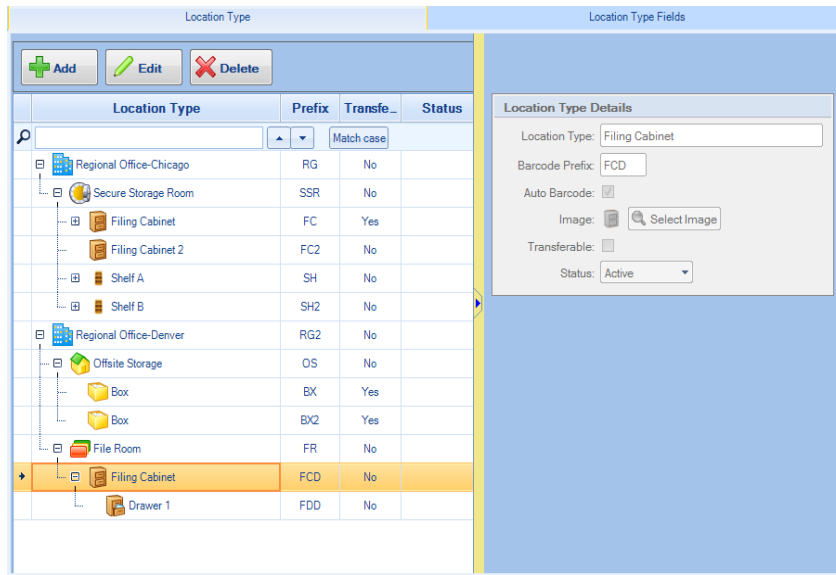 Location Type Location Type Fields
Add Edit Delete
Location Type Prefix Transfe... Status
Match case
Regional Office-Chicago RG No
Secure Storage Room SSR No
Filing Cabinet FC Yes
Filing Cabinet 2 FC2 No
Shelf A SH No
Shelf B SH2 No
Regional Office-Denver RG2 No
Offsite Storage OS No
Box BX Yes
Box BX2 Yes
File Room FR No
Filing Cabinet FCD No
Drawer 1 FDD No
Location Type Details
Location Type: Filing Cabinet
Barcode Prefix: FCD
Auto Barcode:
Image: Select Image
Transferable:
Status: Active